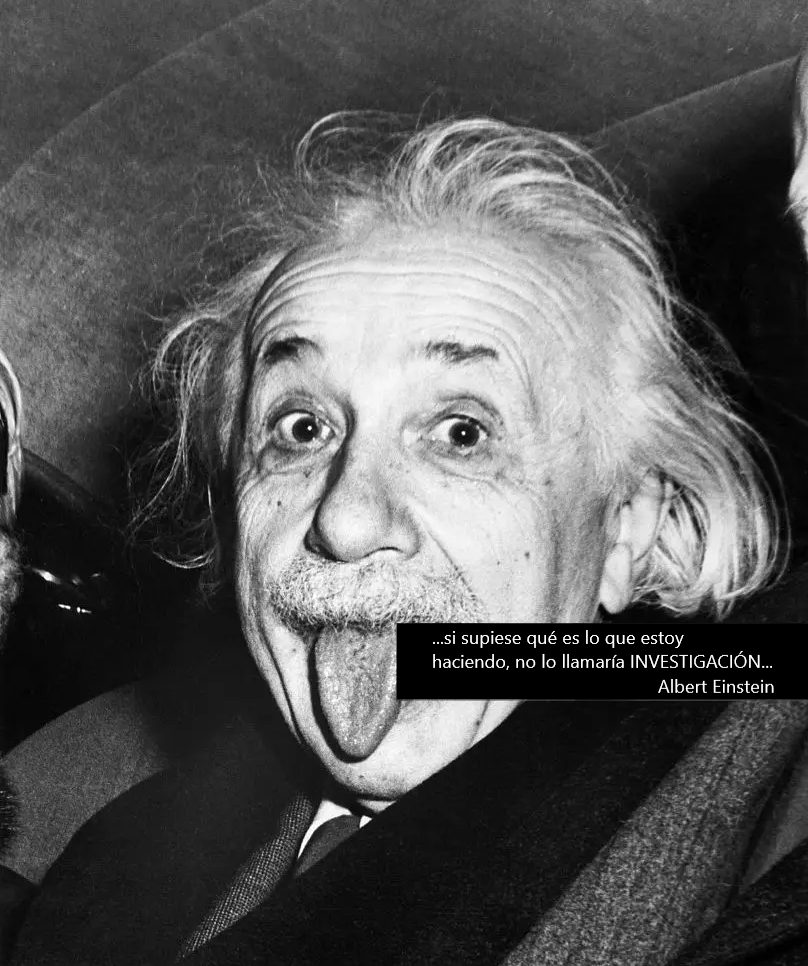 ...si supiese qué es lo que estoy
haciendo, no lo llamaría INVESTIGACIÓN...
Albert Einstein